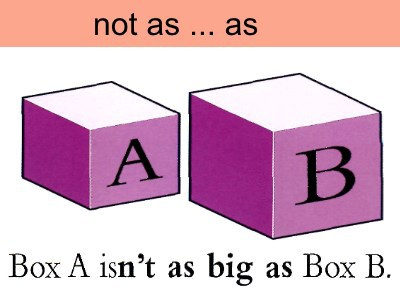 not as ... as
A B
Box A isn't as big as Box B.